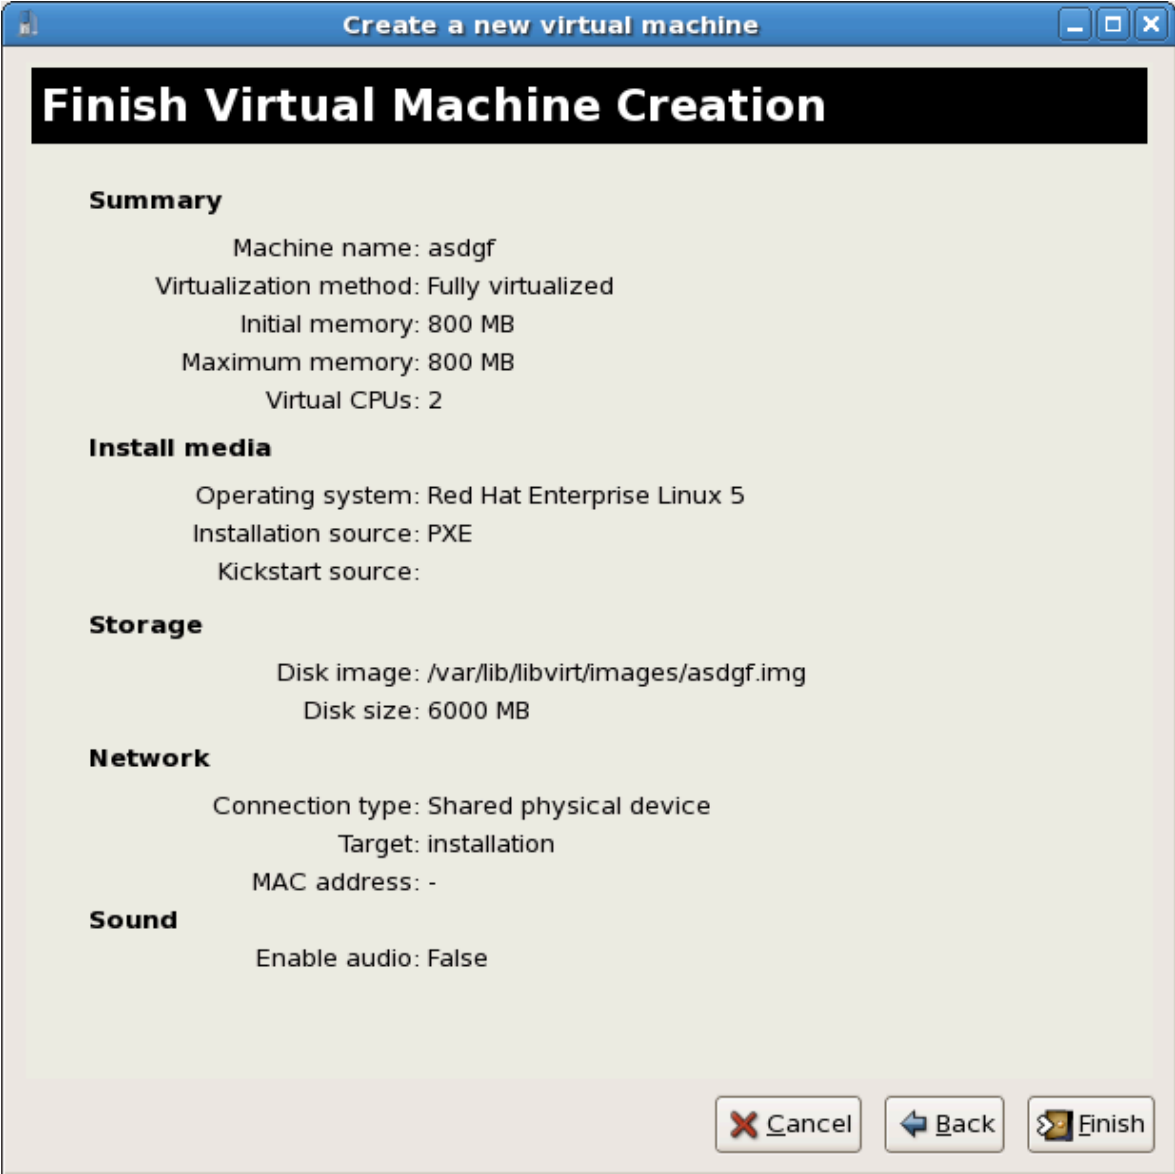 Create a new virtual machine
Finish Virtual Machine Creation
Summary
Machine name: asdgf
Virtualization method: Fully virtualized
Initial memory: 800 MB
Maximum memory: 800 MB
Virtual CPUs: 2
Install media
Operating system: Red Hat Enterprise Linux 5
Installation source: PXE
Kickstart source:
Storage
Disk image: /var/lib/libvirt/images/asdgf.img
Disk size: 6000 MB
Network
Connection type: Shared physical device
Target: installation
MAC address: -
Sound
Enable audio: False
Cancel Back Finish